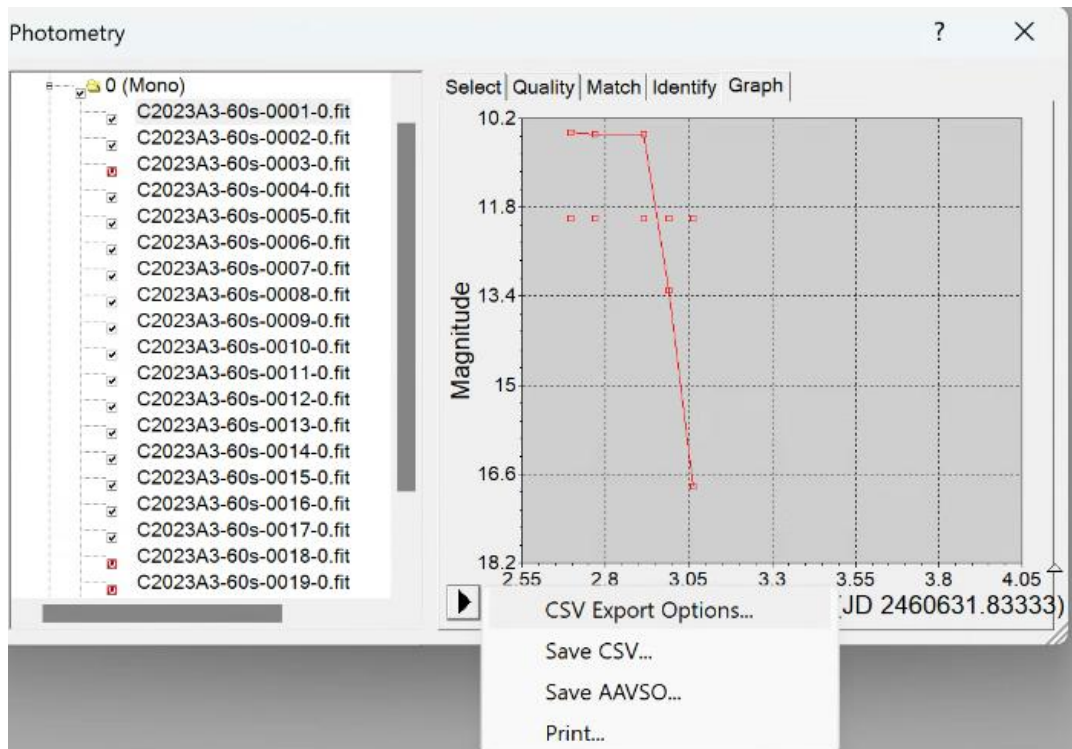 Photometry ? ×
0 (Mono)
C2023A3-60s-0001-0.fit
C2023A3-60s-0002-0.fit
C2023A3-60s-0003-0.fit
C2023A3-60s-0004-0.fit
C2023A3-60s-0005-0.fit
C2023A3-60s-0006-0.fit
C2023A3-60s-0007-0.fit
C2023A3-60s-0008-0.fit
C2023A3-60s-0009-0.fit
C2023A3-60s-0010-0.fit
C2023A3-60s-0011-0.fit
C2023A3-60s-0012-0.fit
C2023A3-60s-0013-0.fit
C2023A3-60s-0014-0.fit
C2023A3-60s-0015-0.fit
C2023A3-60s-0016-0.fit
C2023A3-60s-0017-0.fit
C2023A3-60s-0018-0.fit
C2023A3-60s-0019-0.fit
Select Quality Match Identify Graph
10.2
11.8
13.4
15
16.6
18.2
Magnitude
2.55 2.8 3.05 3.3 3.55 3.8 4.05
(JD 2460631.83333)
CSV Export Options...
Save CSV...
Save AAVSO...
Print...